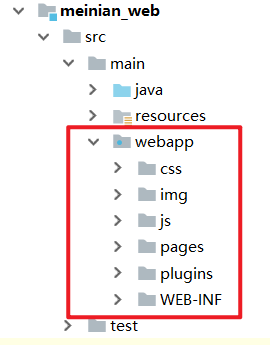 meinian_web
src
main
java
resources
webapp
css
img
js
pages
plugins
WEB-INF
test